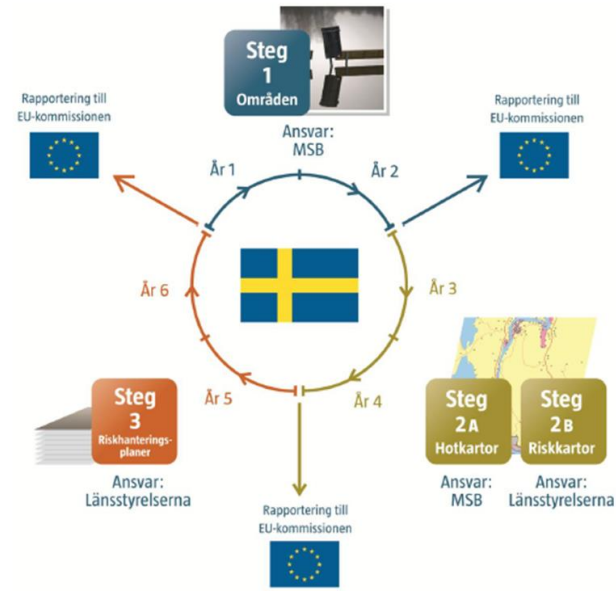 Steg
1
Områden
Ansvar:
MSB
Rapportering till
EU-kommissionen
Rapportering till
EU-kommissionen
År 1
År 2
År 6
År 3
År 5
År 4
Steg
3
Riskhanterings-
planer
Ansvar:
Länsstyrelserna
Steg
2A
Hotkartor
Ansvar:
MSB
Steg
2B
Riskkartor
Ansvar:
Länsstyrelserna
Rapportering till
EU-kommissionen